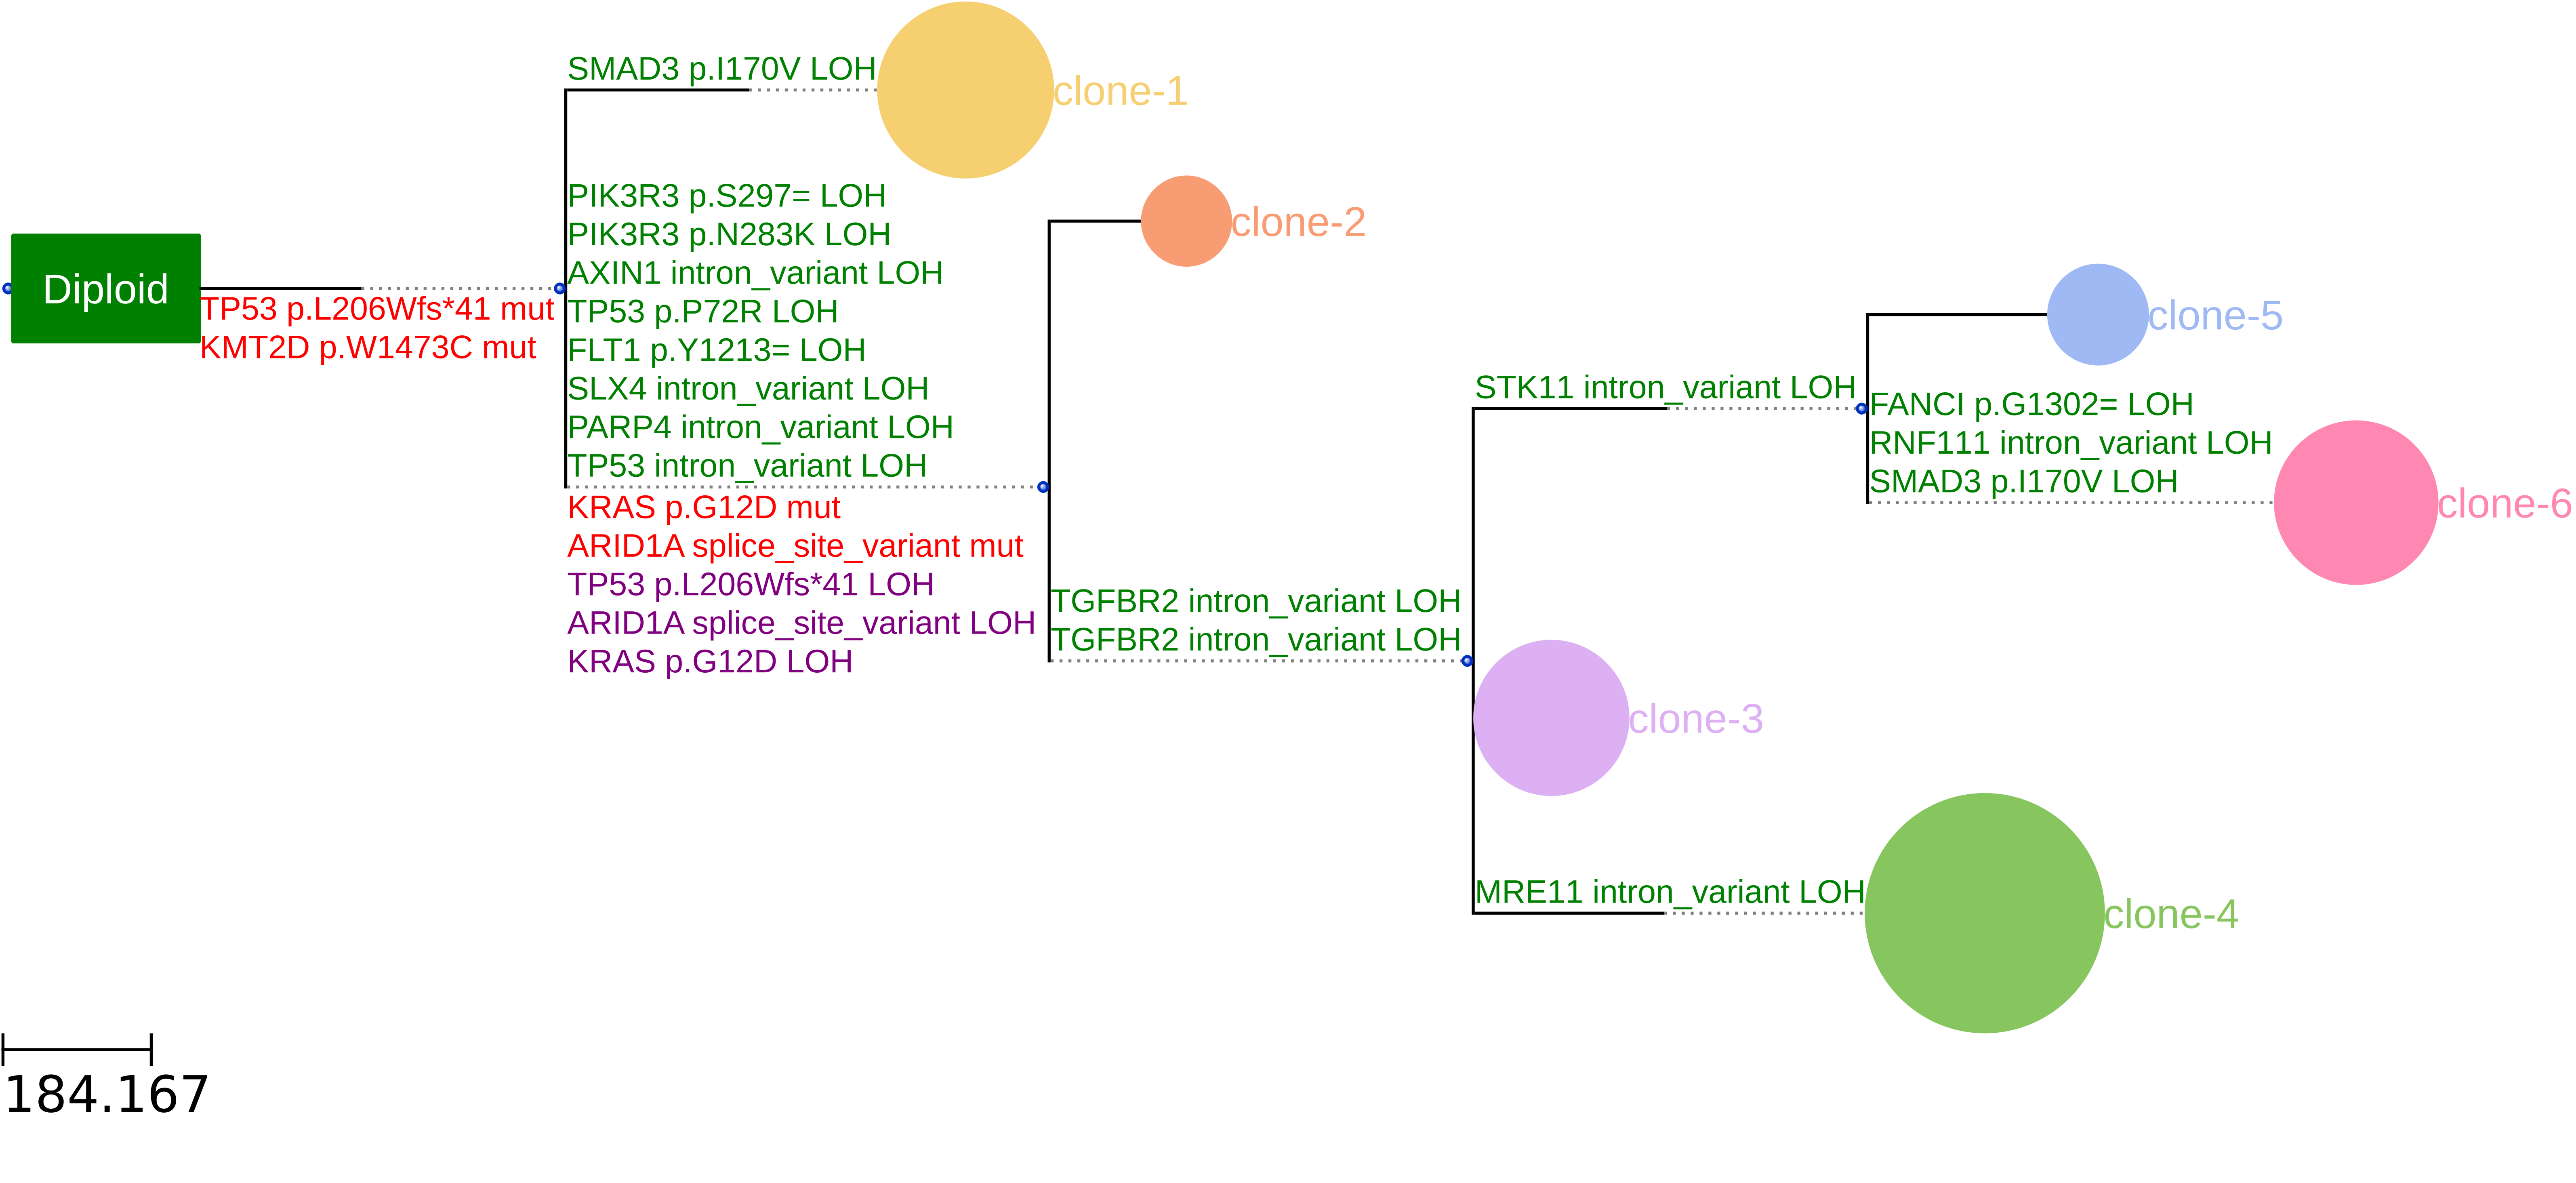 SMAD3 p.I170V LOH
clone-1
PIK3R3 p.S297= LOH
PIK3R3 p.N283K LOH
AXIN1 intron_variant LOH
TP53 p.P72R LOH
FLT1 p.Y1213= LOH
SLX4 intron_variant LOH
PARP4 intron_variant LOH
TP53 intron_variant LOH
clone-2
Diploid
TP53 p.L206Wfs*41 mut
KMT2D p.W1473C mut
KRAS p.G12D mut
ARID1A splice_site_variant mut
TP53 p.L206Wfs*41 LOH
ARID1A splice_site_variant LOH
KRAS p.G12D LOH
clone-5
STK11 intron_variant LOH
FANCI p.G1302= LOH
RNF111 intron_variant LOH
SMAD3 p.I170V LOH
clone-6
TGFBR2 intron_variant LOH
TGFBR2 intron_variant LOH
clone-3
MRE11 intron_variant LOH
clone-4
184.167